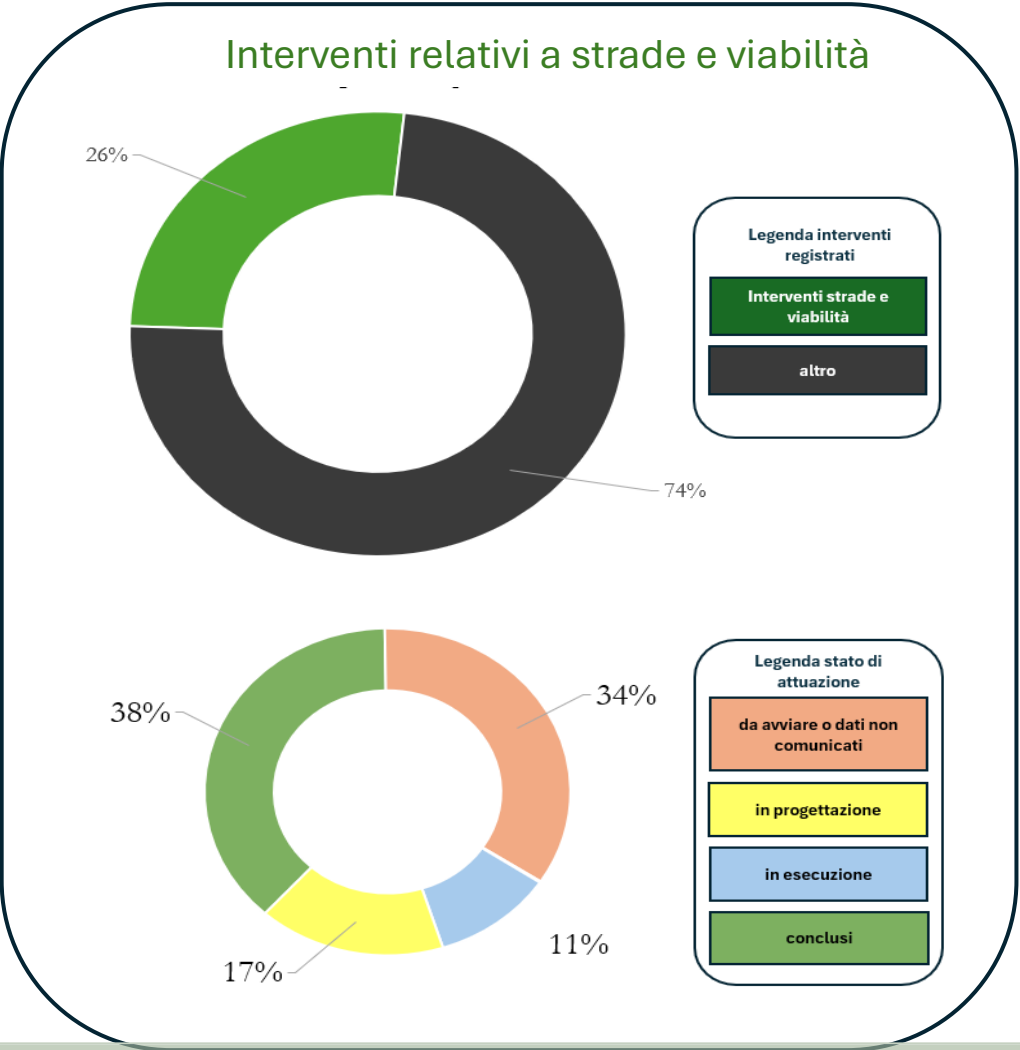 Interventi relativi a strade e viabilità
26%
Legenda interventi
registrati
Interventi strade e
viabilità
altro
74%
Legenda stato di
attuazione
da avviare o dati non
comunicati
34%
38%
in progettazione
in esecuzione
conclusi
11%
17%